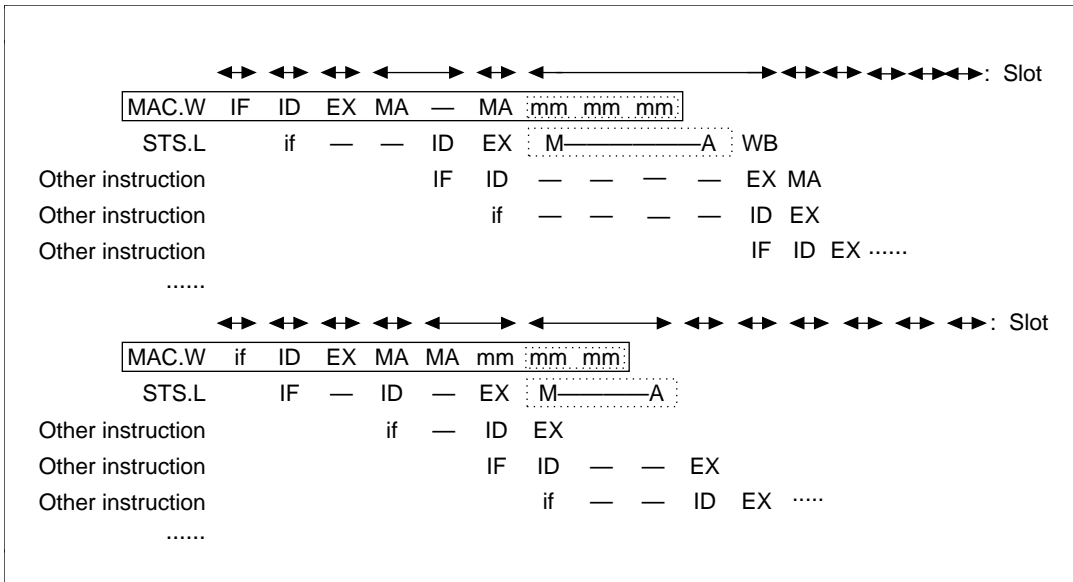 : Slot
MAC.W IF ID EX MA — MA mm mm mm
STS.L if — — ID EX M———A WB
Other instruction IF ID — — — — EX MA
Other instruction if — — — — ID EX
Other instruction IF ID EX ······
······
: Slot
MAC.W if ID EX MA MA mm mm mm
STS.L IF — ID — EX M———A
Other instruction if — ID EX
Other instruction IF ID — — EX
Other instruction if — — ID EX ·····
······